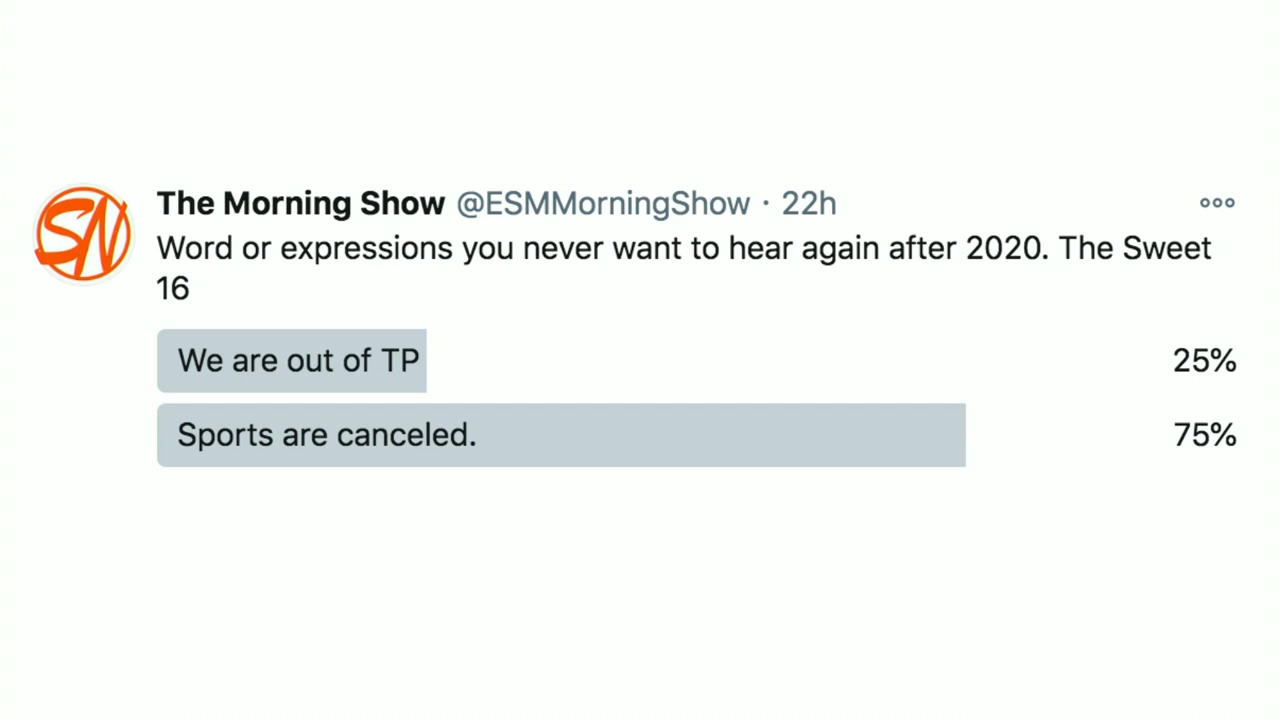 SN
The Morning Show @ESMMorningShow · 22h
Word or expressions you never want to hear again after 2020. The Sweet
16
We are out of TP 25%
Sports are canceled. 75%